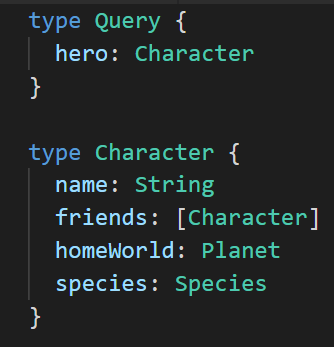 type Query {
  hero: Character
}

type Character {
  name: String
  friends: [Character]
  homeWorld: Planet
  species: Species
}